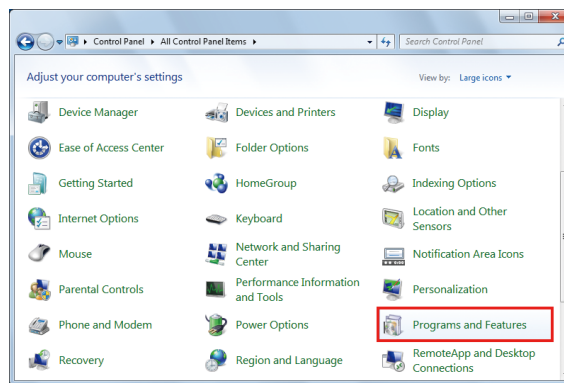 Control Panel All Control Panel Items Search Control Panel
Adjust your computer's settings View by: Large icons
Device Manager Devices and Printers Display
Ease of Access Center Folder Options Fonts
Getting Started HomeGroup Indexing Options
Internet Options Keyboard Location and Other
Sensors
Mouse Network and Sharing
Center Notification Area Icons
Parental Controls Performance Information
and Tools Personalization
Phone and Modem Power Options Programs and Features
Recovery Region and Language RemoteApp and Desktop
Connections